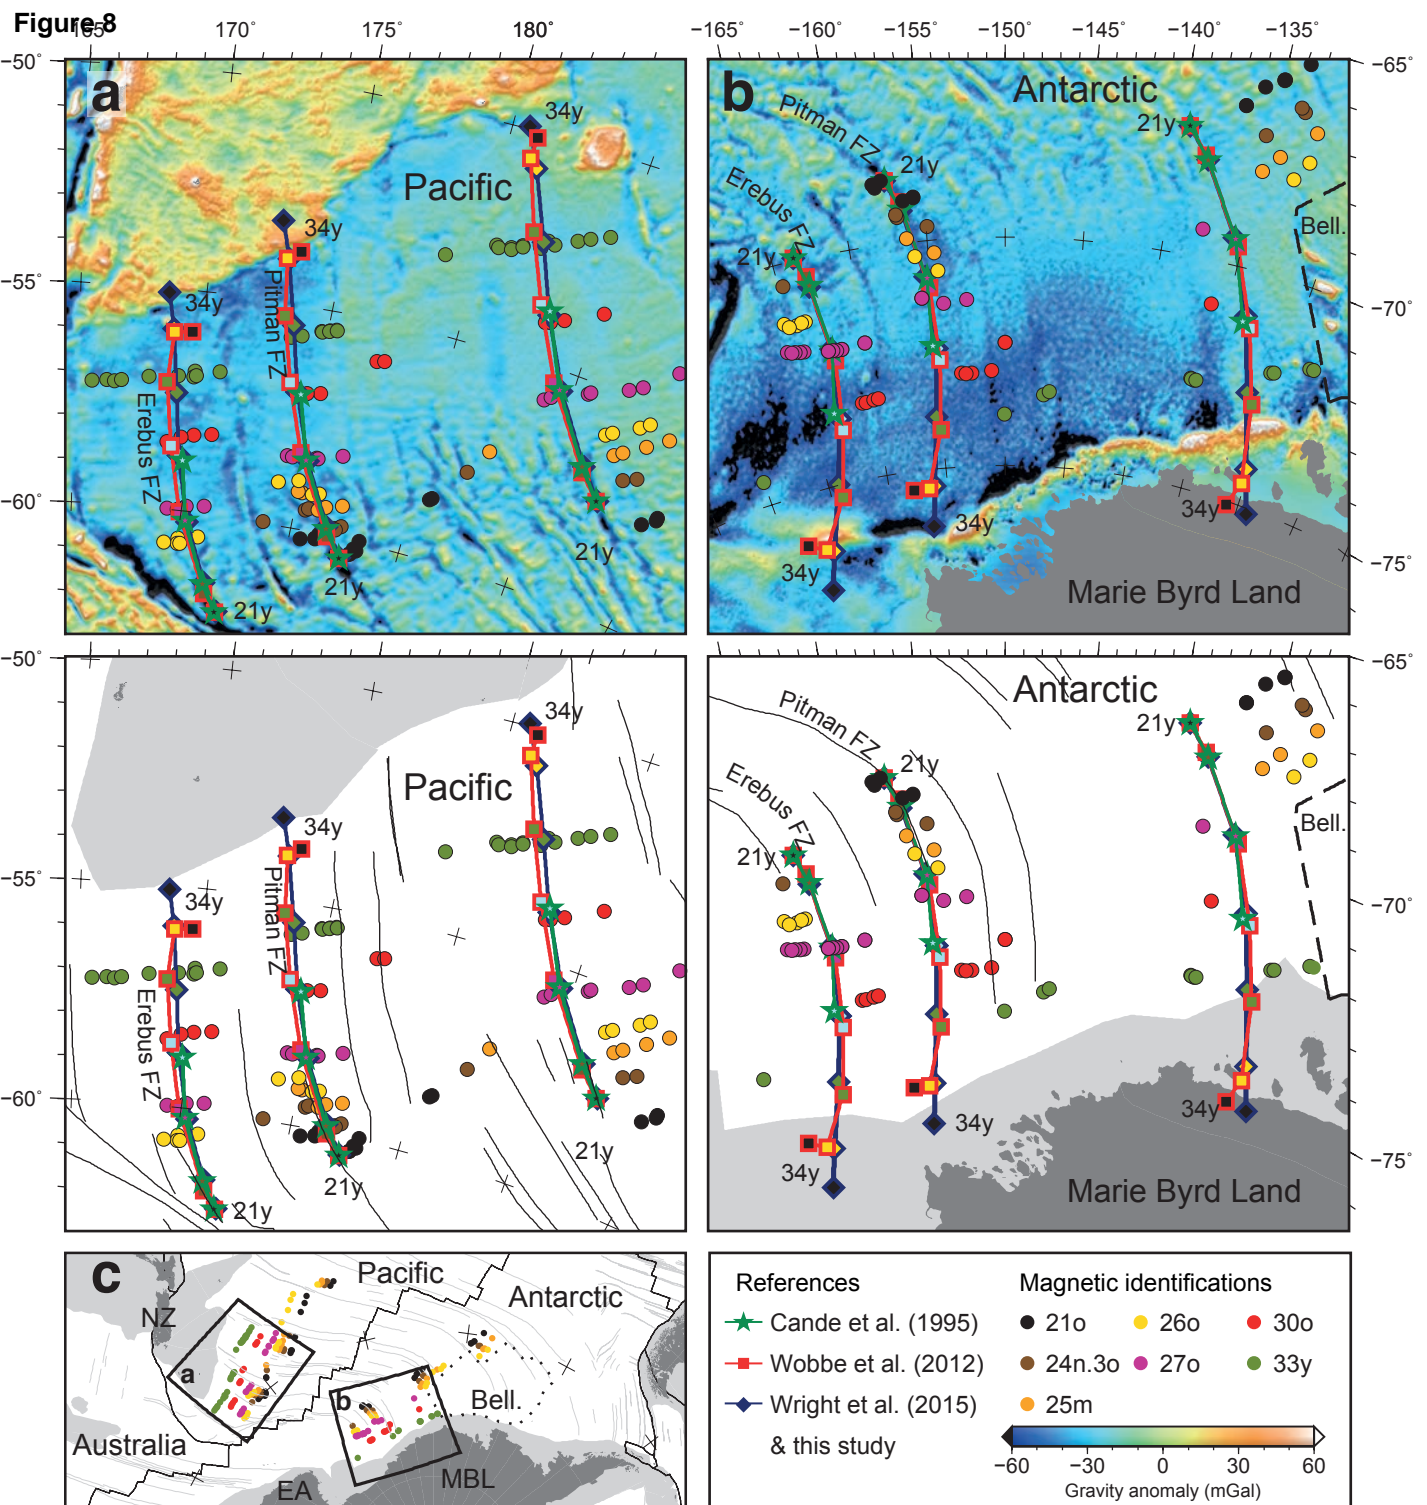 Figure 8
165°
170°
175°
180°
−165°
−160°
−155°
−150°
−145°
−140°
−135°
−50°
−55°
−60°
a
34y
Pacific
34y
34y
Pitman FZ
Erebus FZ
21y
21y
21y
b
Antarctic
−65°
Pitman FZ
21y
21y
Erebus FZ
21y
Bell.
−70°
34y
34y
34y
−75°
Marie Byrd Land
−50°
−55°
−60°
34y
Pacific
34y
34y
Pitman FZ
Erebus FZ
21y
21y
21y
Antarctic
−65°
Pitman FZ
21y
21y
Erebus FZ
21y
Bell.
−70°
34y
34y
34y
−75°
Marie Byrd Land
c
Pacific
Antarctic
NZ
a
b
Bell.
Australia
EA
MBL
References
Cande et al. (1995)
Wobbe et al. (2012)
Wright et al. (2015)
& this study
Magnetic identifications
21o
26o
30o
24n.3o
27o
33y
25m
−60
−30
0
30
60
Gravity anomaly (mGal)